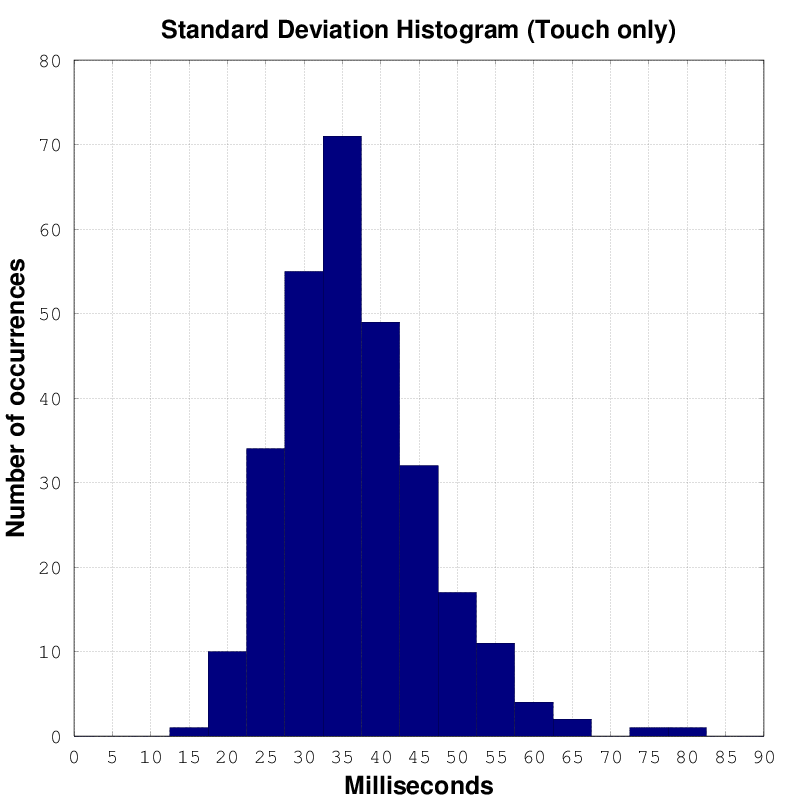 Standard Deviation Histogram (Touch only)
80
70
60
50
40
30
20
10
0
Number of occurrences
0 5 10 15 20 25 30 35 40 45 50 55 60 65 70 75 80 85 90
Milliseconds